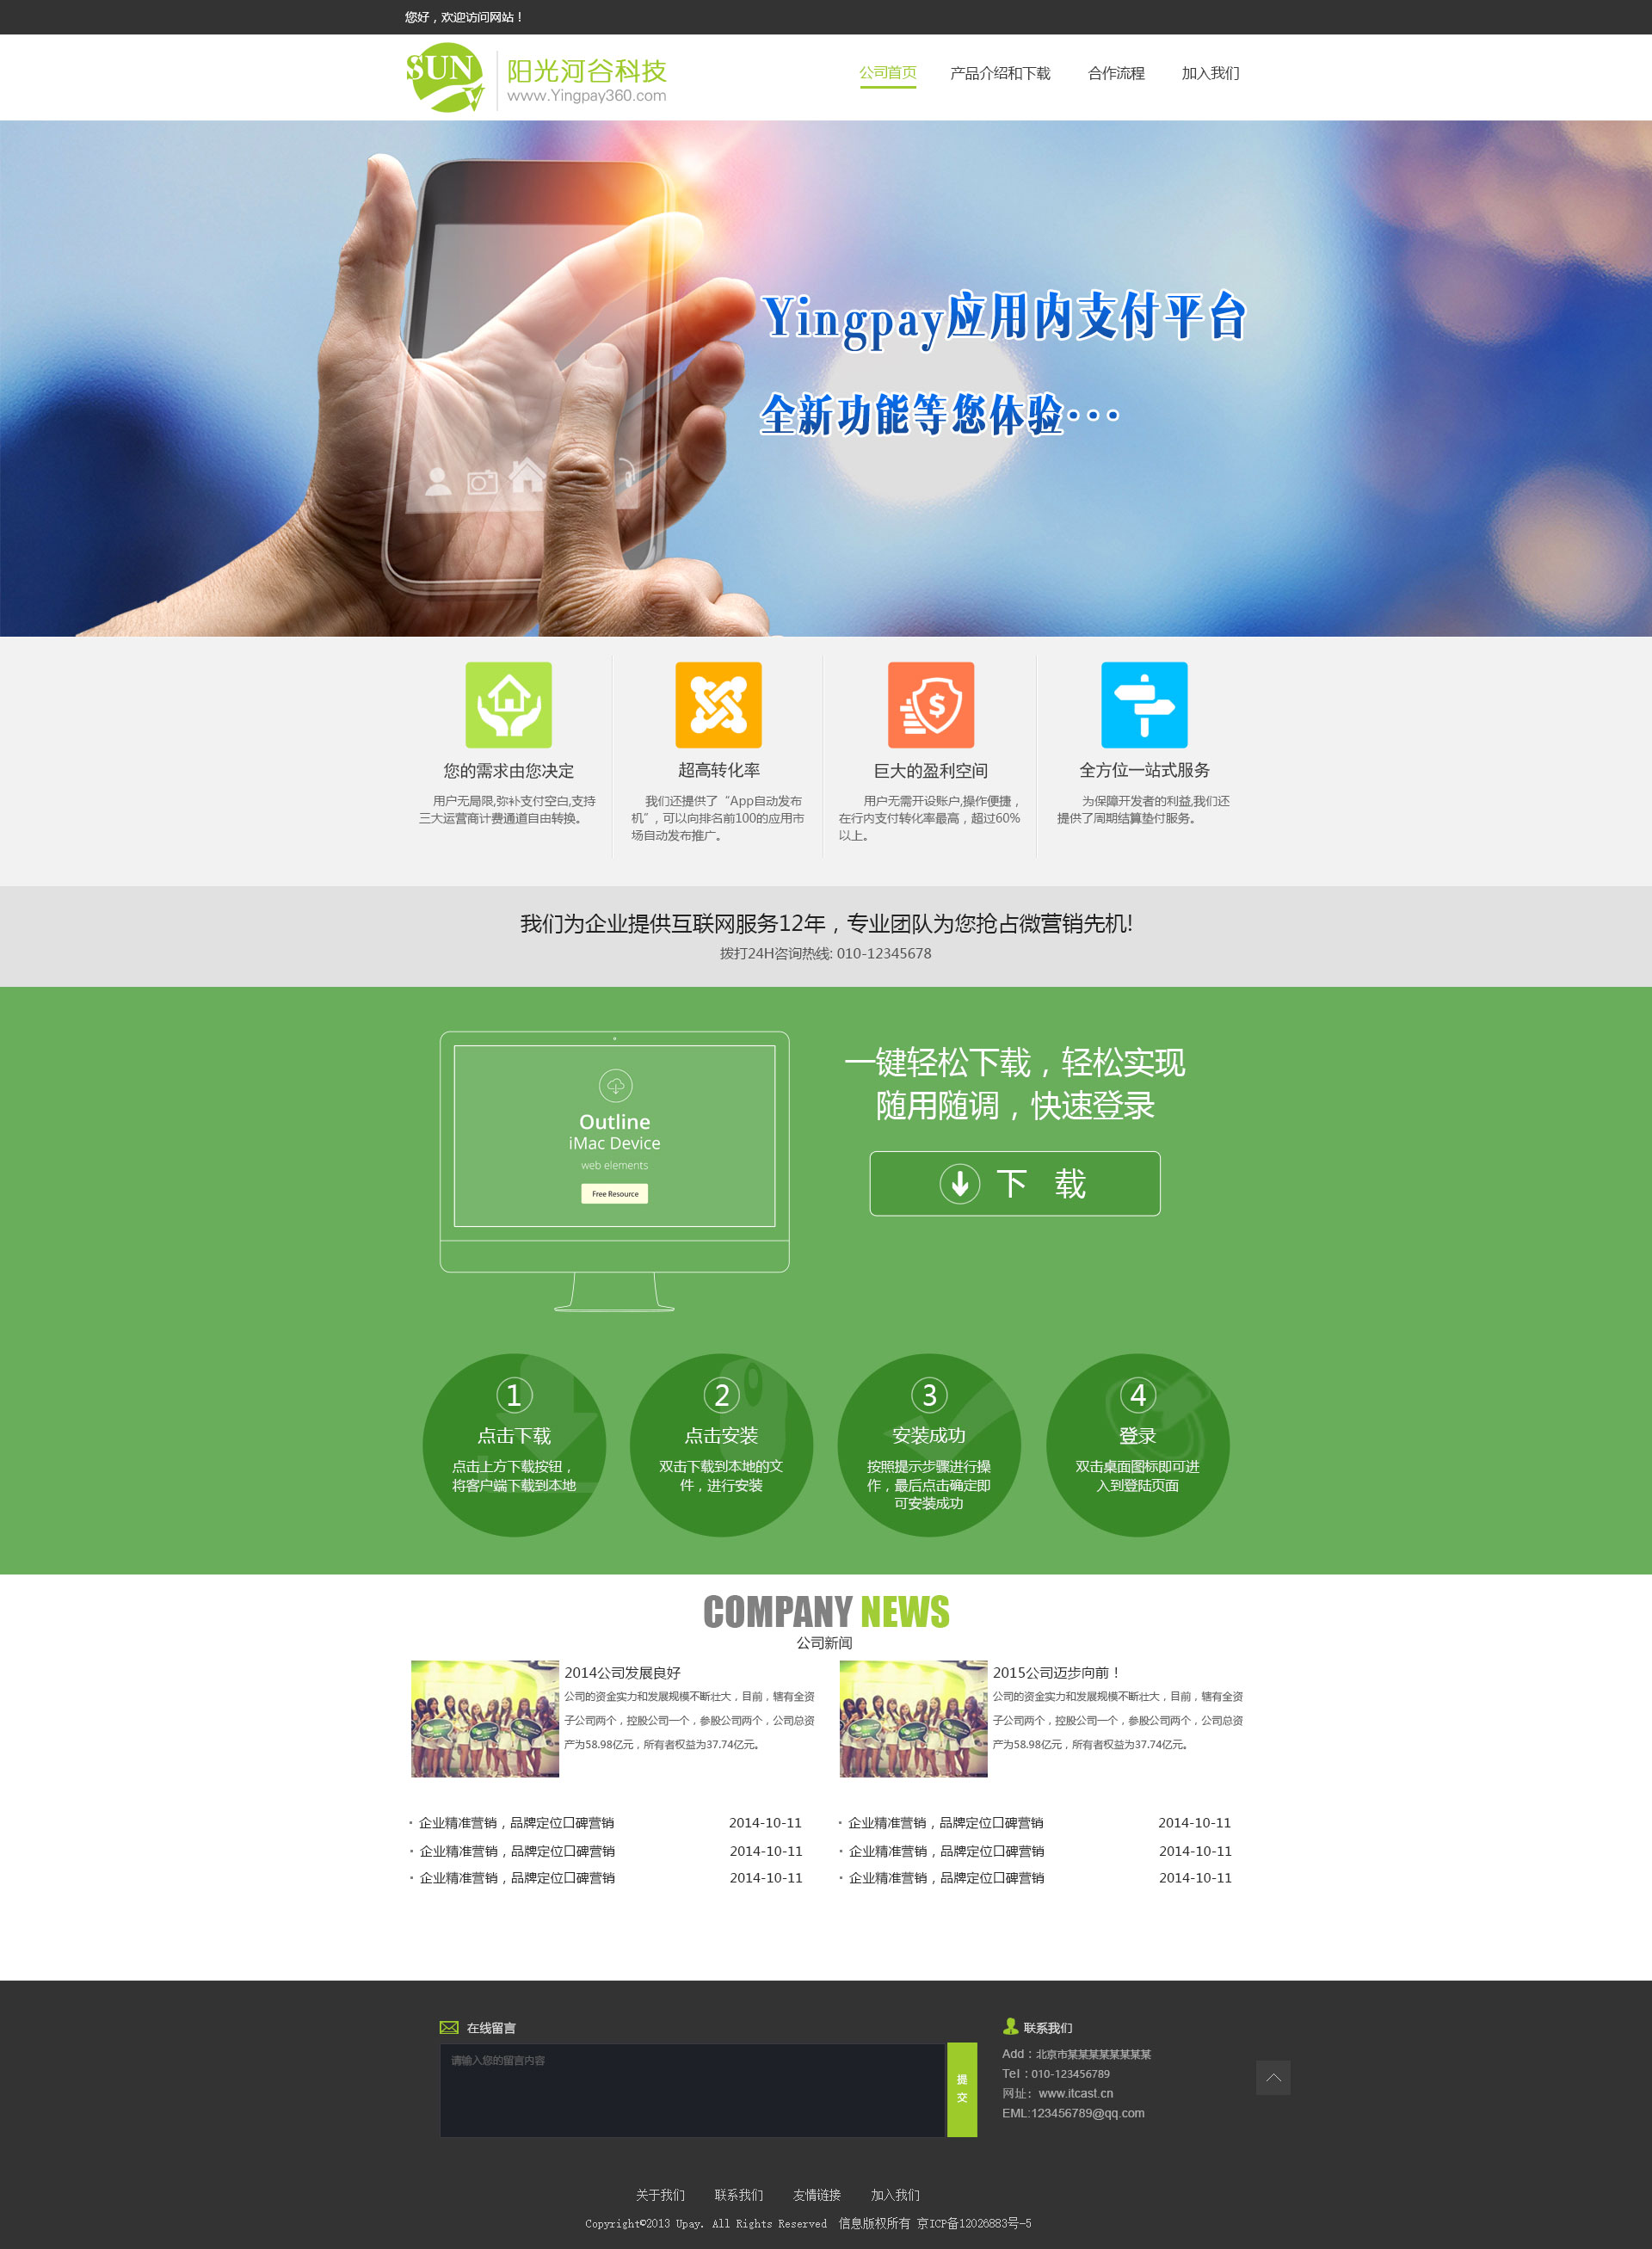 您好，欢迎访问网站！
SUN
阳光河谷科技
www.Yingpay360.com
公司首页
产品介绍和下载
合作流程
加入我们
Yingpay应用内支付平台
全新功能等您体验···
您的需求由您决定
用户无局限,弥补支付空白,支持
三大运营商计费通道自由转换。
超高转化率
我们还提供了“App自动发布
机”，可以向排名前100的应用市
场自动发布推广。
巨大的盈利空间
用户无需开设账户,操作便捷，
在行内支付转化率最高，超过60%
以上。
全方位一站式服务
为保障开发者的利益,我们还
提供了周期结算垫付服务。
我们为企业提供互联网服务12年，专业团队为您抢占微营销先机!
拨打24H咨询热线: 010-12345678
Outline
iMac Device
web elements
Free Resource
一键轻松下载，轻松实现
随用随调，快速登录
下 载
1
点击下载
点击上方下载按钮，
将客户端下载到本地
2
点击安装
双击下载到本地的文
件，进行安装
3
安装成功
按照提示步骤进行操
作，最后点击确定即
可安装成功
4
登录
双击桌面图标即可进
入到登陆页面
COMPANY NEWS
公司新闻
2014公司发展良好
公司的资金实力和发展规模不断壮大，目前，辖有全资
子公司两个，控股公司一个，参股公司两个，公司总资
产为58.98亿元，所有者权益为37.74亿元。
2015公司迈步向前！
公司的资金实力和发展规模不断壮大，目前，辖有全资
子公司两个，控股公司一个，参股公司两个，公司总资
产为58.98亿元，所有者权益为37.74亿元。
企业精准营销，品牌定位口碑营销 2014-10-11
企业精准营销，品牌定位口碑营销 2014-10-11
企业精准营销，品牌定位口碑营销 2014-10-11
企业精准营销，品牌定位口碑营销 2014-10-11
企业精准营销，品牌定位口碑营销 2014-10-11
企业精准营销，品牌定位口碑营销 2014-10-11
在线留言
请输入您的留言内容
提
交
联系我们
Add：北京市某某某某某某某某
Tel : 010-123456789
网址：www.itcast.cn
EML:123456789@qq.com
关于我们 联系我们 友情链接 加入我们
Copyright©2013 Upay. All Rights Reserved 信息版权所有 京ICP备12026883号-5